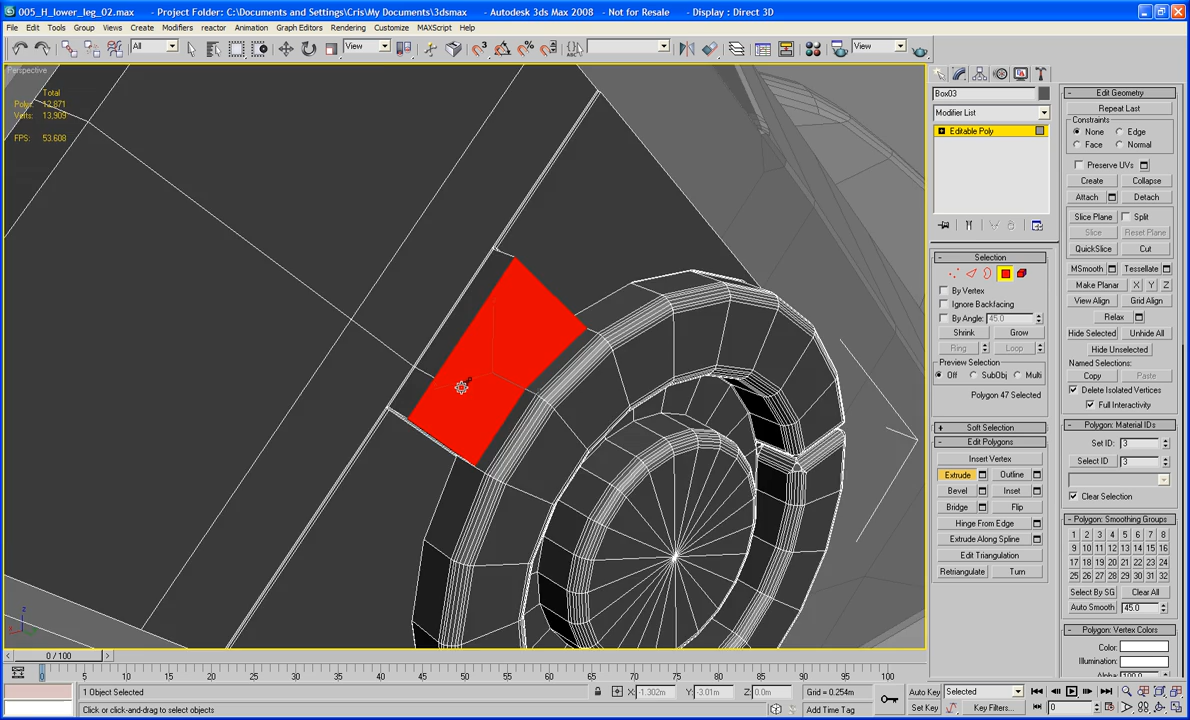 005_H_lower_leg_02.max - Project Folder: C:\Documents and Settings\Cris\My Documents\3dsmax - Autodesk 3ds Max 2008 - Not for Resale - Display : Direct 3D
File Edit Tools Group Views Create Modifiers reactor Animation Graph Editors Rendering Customize MAXScript Help
All View View
Perspective
Total
Polys: 12,871
Verts: 13,909
FPS: 53.608
Box03
Modifier List
Editable Poly
Selection
By Vertex
Ignore Backfacing
By Angle: 45.0
Shrink Grow
Ring Loop
Preview Selection
Off SubObj Multi
Polygon 47 Selected
Soft Selection
Edit Polygons
Insert Vertex
Extrude Outline
Bevel Inset
Bridge Flip
Hinge From Edge
Extrude Along Spline
Edit Triangulation
Retriangulate Turn
Edit Geometry
Repeat Last
Constraints
None Edge
Face Normal
Preserve UVs
Create Collapse
Attach Detach
Slice Plane Split
Slice Reset Plane
QuickSlice Cut
MSmooth Tessellate
Make Planar X Y Z
View Align Grid Align
Relax
Hide Selected Unhide All
Hide Unselected
Named Selections:
Copy Paste
Delete Isolated Vertices
Full Interactivity
Polygon: Material IDs
Set ID: 3
Select ID 3
Clear Selection
Polygon: Smoothing Groups
1 2 3 4 5 6 7 8
9 10 11 12 13 14 15 16
17 18 19 20 21 22 23 24
25 26 27 28 29 30 31 32
Select By SG Clear All
Auto Smooth 45.0
Polygon: Vertex Colors
Color:
Illumination:
Alpha: 100.0
0 / 100
0 5 10 15 20 25 30 35 40 45 50 55 60 65 70 75 80 85 90 95 100
1 Object Selected X: -1.302m Y: -3.01m Z: 0.0m Grid = 0.254m Auto Key Selected
Click or click-and-drag to select objects Add Time Tag Set Key Key Filters... 0